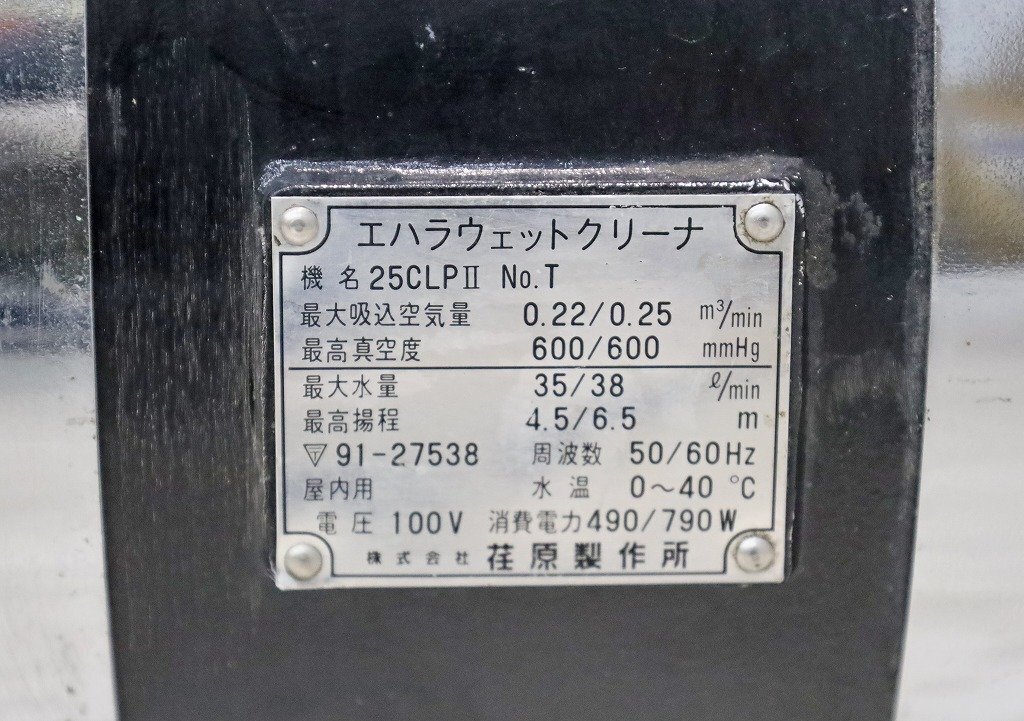 エハラウェットクリーナ
機名 25CLPⅡ No.T
最大吸込空気量 0.22/0.25 m³/min
最高真空度 600/600 mmHg
最大水量 35/38 ℓ/min
最高揚程 4.5/6.5 m
91-27538 周波数 50/60Hz
屋内用 水温 0〜40 ℃
電圧 100V 消費電力 490/790W
株式会社 荏原製作所